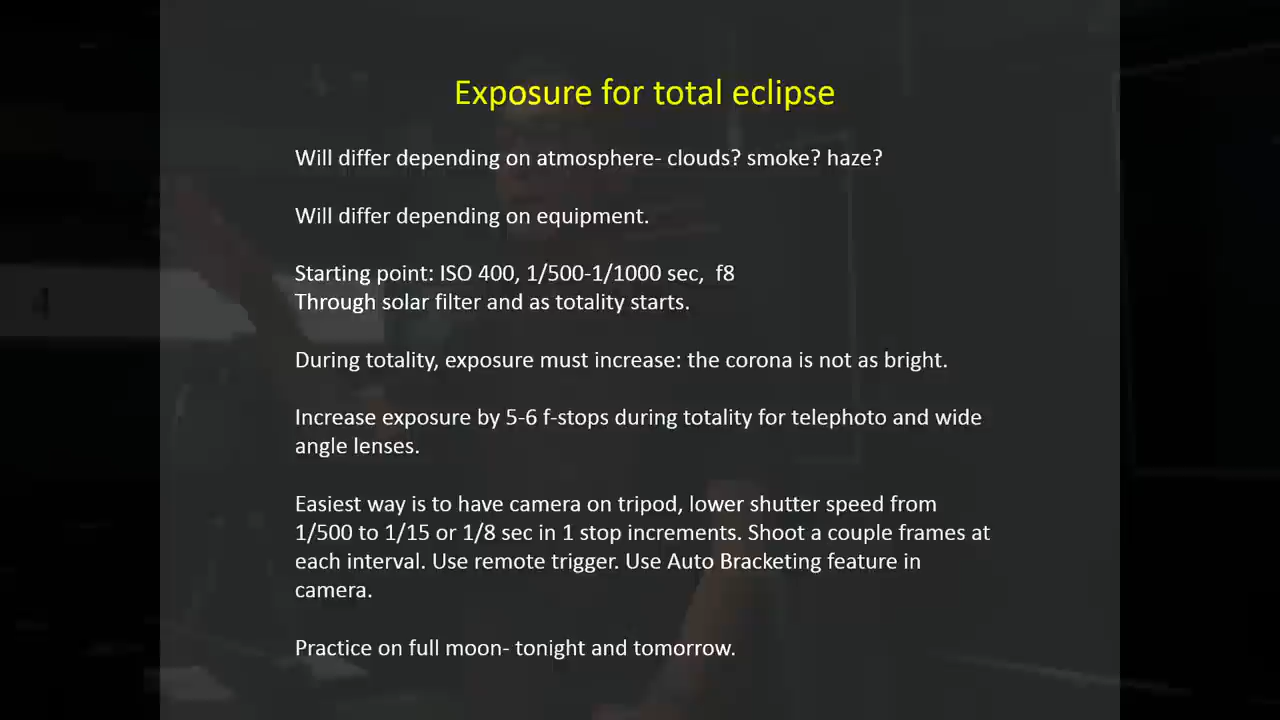 Exposure for total eclipse
Will differ depending on atmosphere- clouds? smoke? haze?
Will differ depending on equipment.
Starting point: ISO 400, 1/500-1/1000 sec, f8
Through solar filter and as totality starts.
During totality, exposure must increase: the corona is not as bright.
Increase exposure by 5-6 f-stops during totality for telephoto and wide
angle lenses.
Easiest way is to have camera on tripod, lower shutter speed from
1/500 to 1/15 or 1/8 sec in 1 stop increments. Shoot a couple frames at
each interval. Use remote trigger. Use Auto Bracketing feature in
camera.
Practice on full moon- tonight and tomorrow.
4